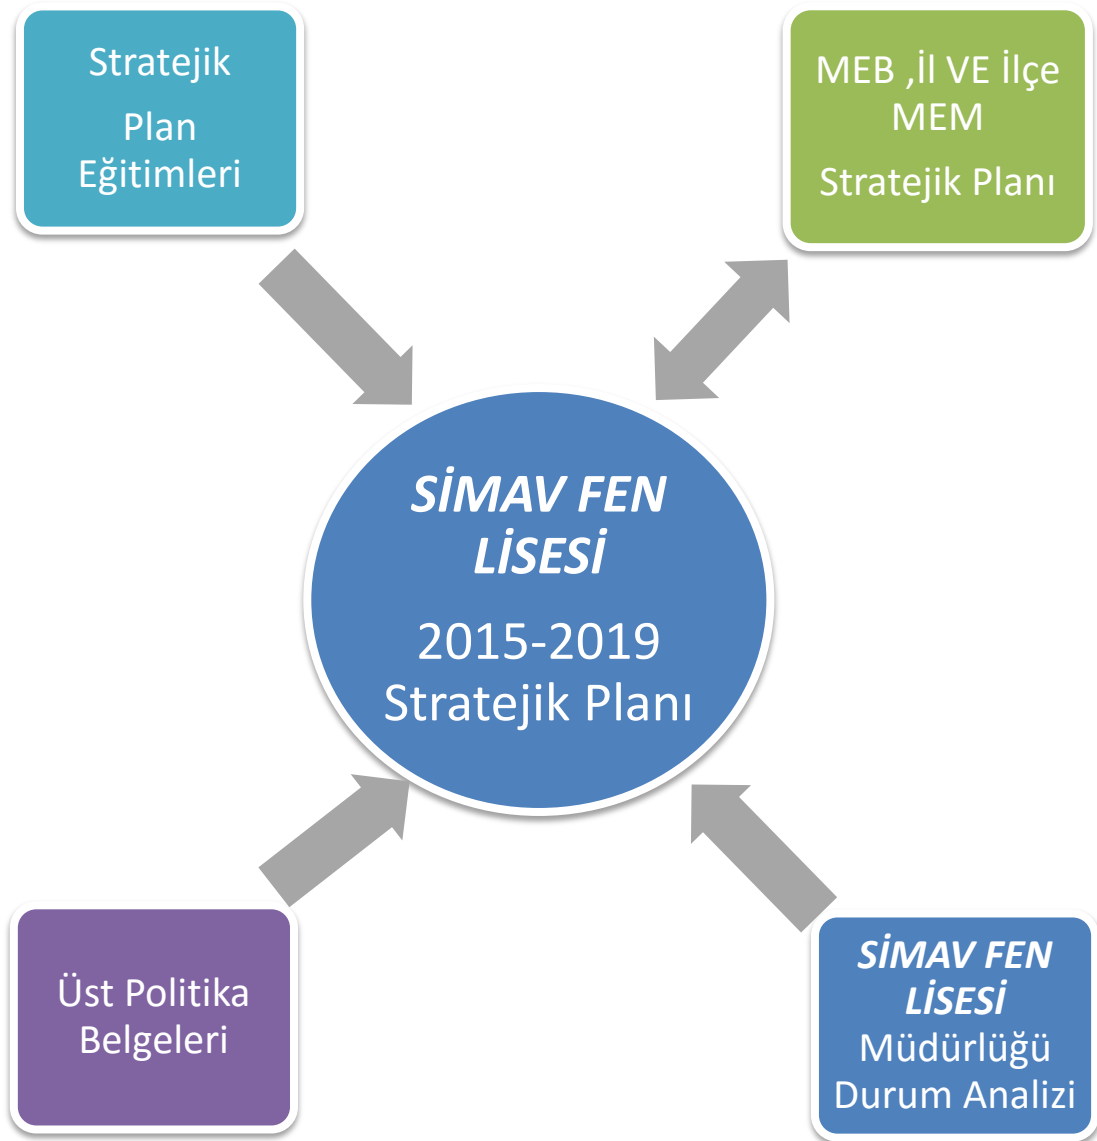 Stratejik
Plan
Eğitimleri
MEB ,İl VE İlçe
MEM
Stratejik Planı
SİMAV FEN
LİSESİ
2015-2019
Stratejik Planı
Üst Politika
Belgeleri
SİMAV FEN
LİSESİ
Müdürlüğü
Durum Analizi